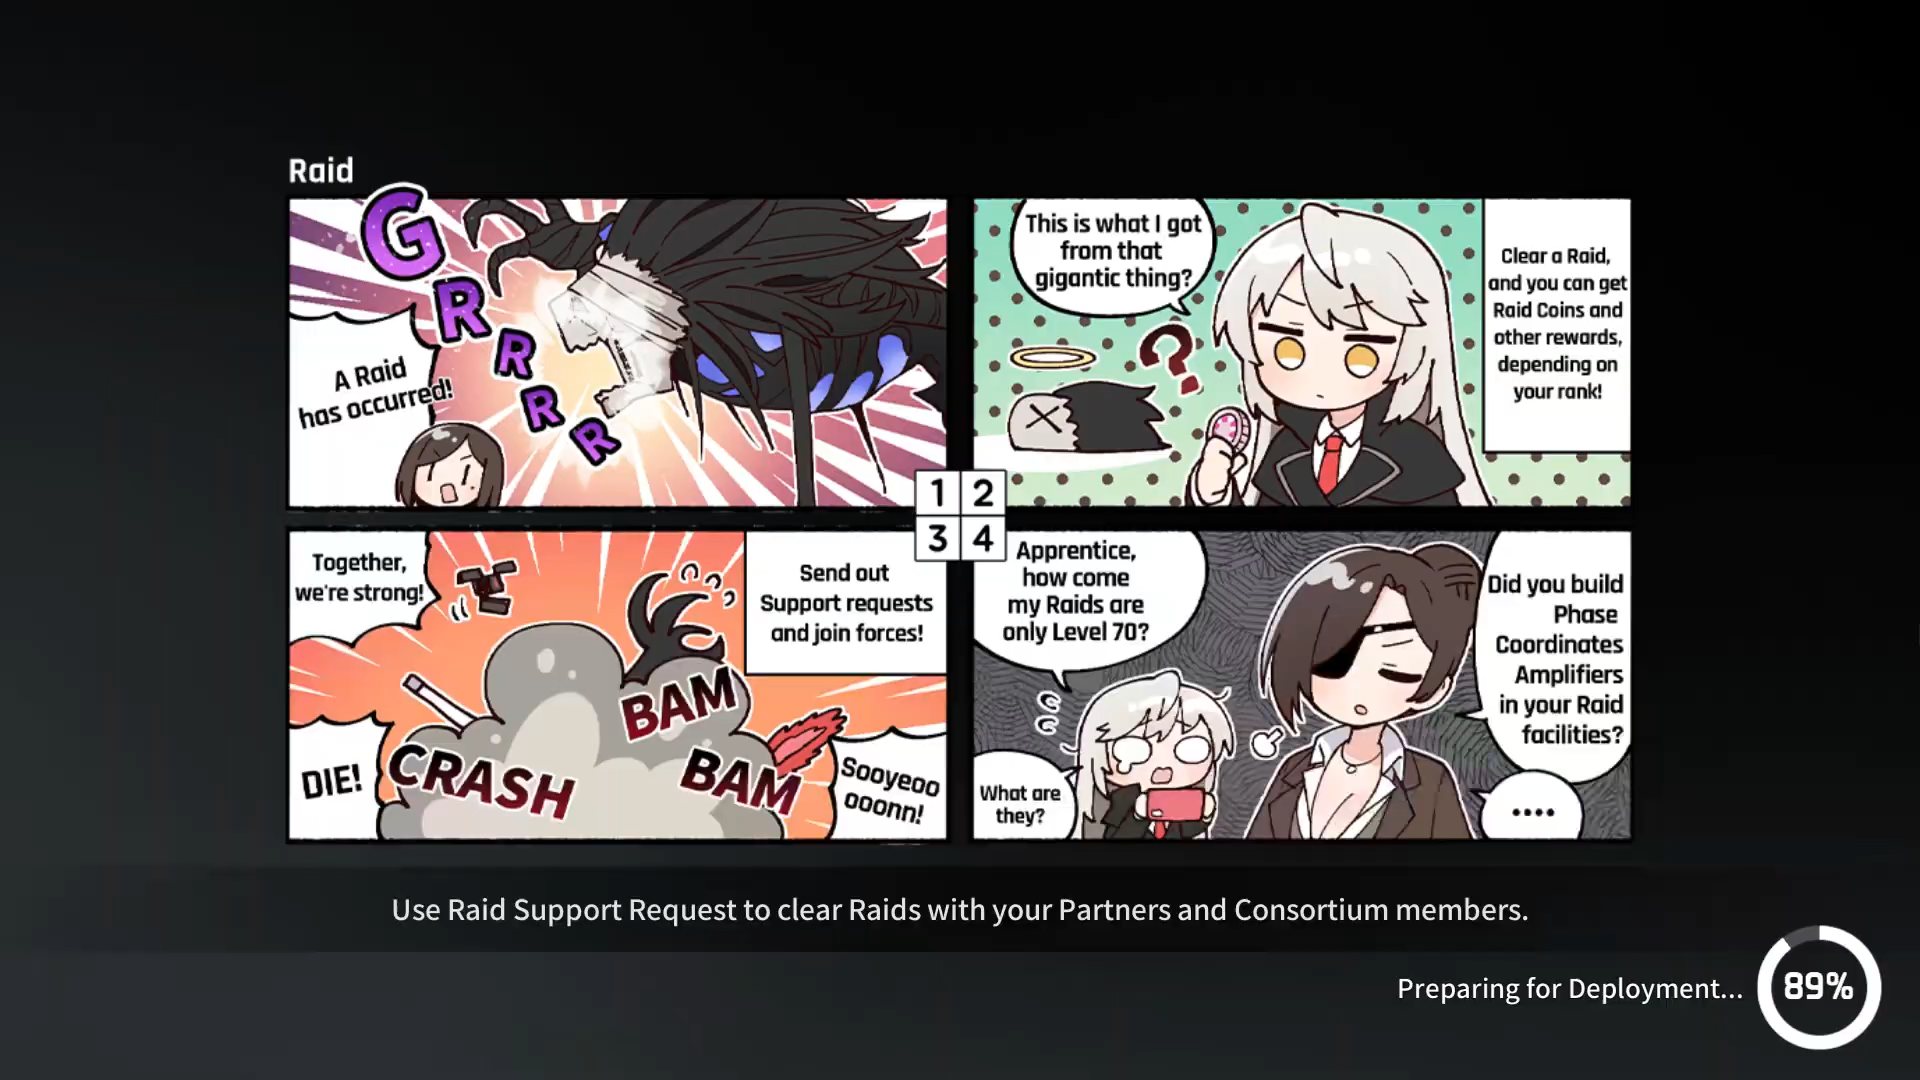 Raid
GRRRR
A Raid
has occurred!
This is what I got
from that
gigantic thing?
?
Clear a Raid,
and you can get
Raid Coins and
other rewards,
depending on
your rank!
1 2
3 4
Together,
we're strong!
Send out
Support requests
and join forces!
BAM
CRASH
BAM
DIE!
Sooyeoo
ooonn!
Apprentice,
how come
my Raids are
only Level 70?
Did you build
Phase
Coordinates
Amplifiers
in your Raid
facilities?
What are
they?
....
Use Raid Support Request to clear Raids with your Partners and Consortium members.
Preparing for Deployment...
89%